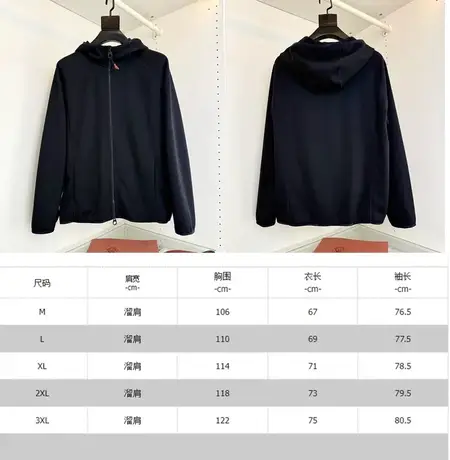 尺码 肩宽 -cm- 胸围 -cm- 衣长 -cm- 袖长 -cm-
M 溜肩 106 67 76.5
L 溜肩 110 69 77.5
XL 溜肩 114 71 78.5
2XL 溜肩 118 73 79.5
3XL 溜肩 122 75 80.5